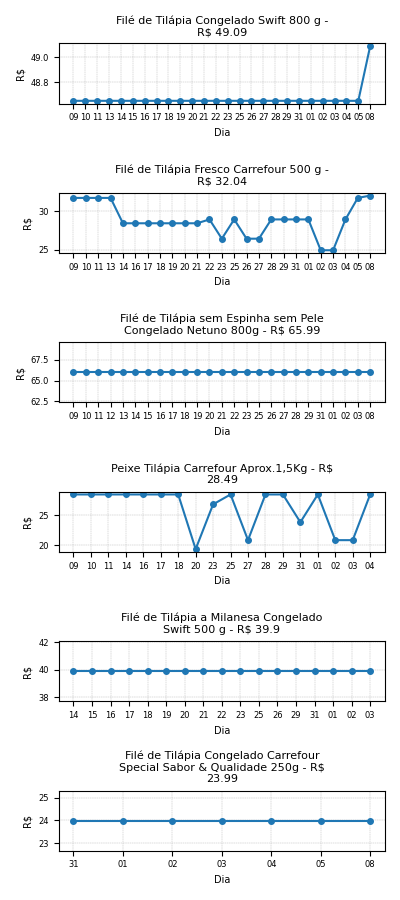 Filé de Tilápia Congelado Swift 800 g -
R$ 49.09
49.0
48.8
R$
09 10 11 13 14 15 16 17 18 19 20 21 22 23 25 26 27 28 29 31 01 02 03 04 05 08
Dia
Filé de Tilápia Fresco Carrefour 500 g -
R$ 32.04
30
25
R$
09 10 11 13 14 16 17 18 19 20 21 22 23 25 26 27 28 29 31 01 02 03 04 05 08
Dia
Filé de Tilápia sem Espinha sem Pele
Congelado Netuno 800g - R$ 65.99
67.5
65.0
62.5
R$
09 10 11 12 13 14 15 16 17 18 19 20 21 22 23 25 26 27 28 29 31 01 02 03 08
Dia
Peixe Tilápia Carrefour Aprox.1,5Kg - R$
28.49
25
20
R$
09 10 11 14 16 17 18 20 23 25 27 28 29 31 01 02 03 04
Dia
Filé de Tilápia a Milanesa Congelado
Swift 500 g - R$ 39.9
42
40
38
R$
14 15 16 17 18 19 20 21 22 23 25 26 29 31 01 02 03
Dia
Filé de Tilápia Congelado Carrefour
Special Sabor & Qualidade 250g - R$
23.99
25
24
23
R$
31 01 02 03 04 05 08
Dia